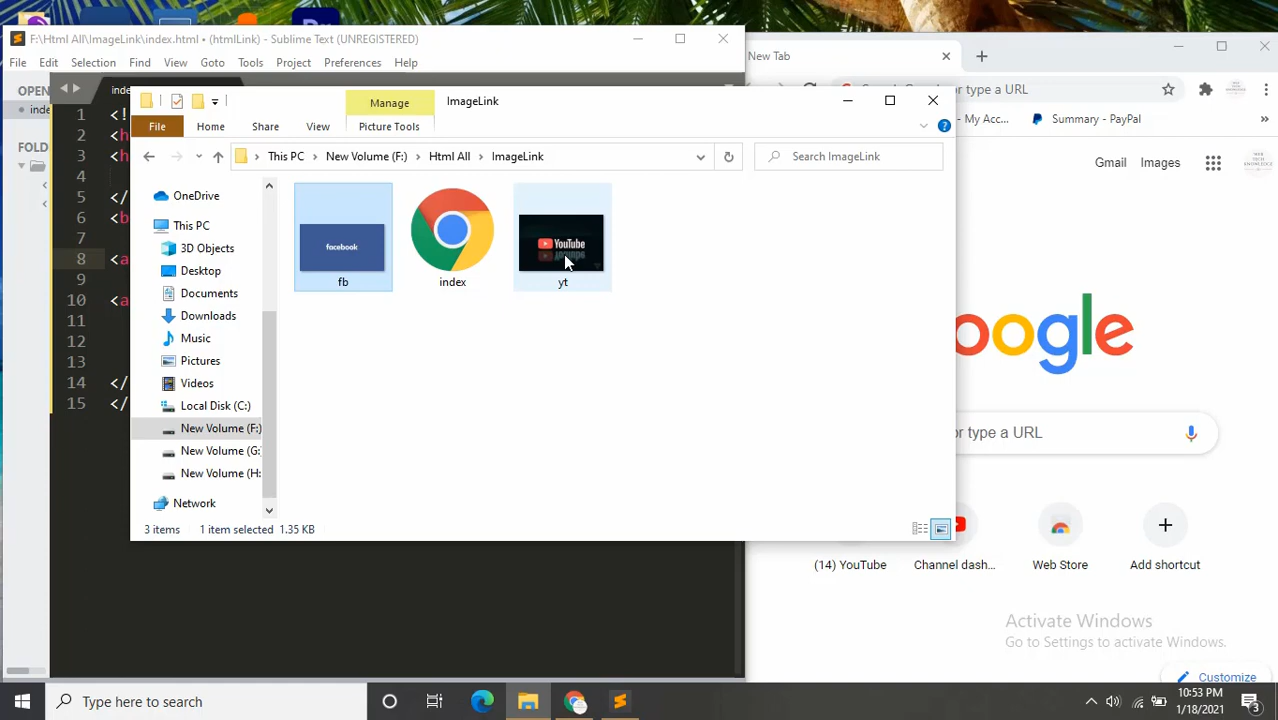 F:\Html All\ImageLink\index.html • (htmlLink) - Sublime Text (UNREGISTERED)
File Edit Selection Find View Goto Tools Project Preferences Help
New Tab
or type a URL
- My Acc...
Summary - PayPal
»
Gmail Images
OPEN
inde
FOLD
1 <!
2 <h
3 <h
4
5 </
6 <b
7
8 <a
9
10 <a
11
12
13
14 </
15 </
Manage
ImageLink
File Home Share View Picture Tools
This PC > New Volume (F:) > Html All > ImageLink
Search ImageLink
OneDrive
This PC
3D Objects
Desktop
Documents
Downloads
Music
Pictures
Videos
Local Disk (C:)
New Volume (F:)
New Volume (G:
New Volume (H:
Network
facebook
YouTube
fb
index
yt
3 items 1 item selected 1.35 KB
oogle
or type a URL
(14) YouTube
Channel dash...
Web Store
Add shortcut
Activate Windows
Go to Settings to activate Windows.
Customize
Type here to search
10:53 PM
1/18/2021
3